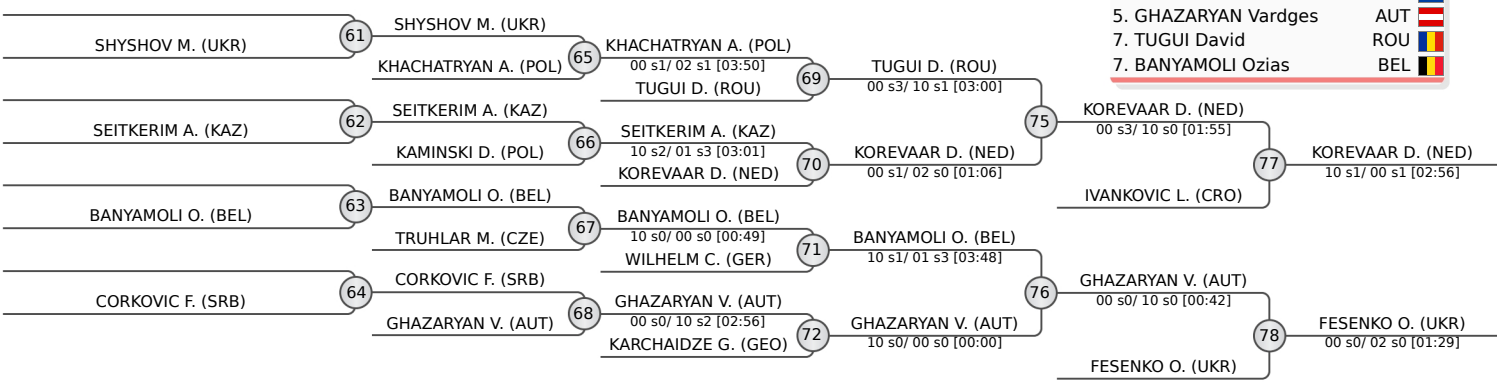 5. GHAZARYAN Vardges AUT
7. TUGUI David ROU
7. BANYAMOLI Ozias BEL
SHYSHOV M. (UKR)
61
SHYSHOV M. (UKR)
KHACHATRYAN A. (POL)
65
SEITKERIM A. (KAZ)
62
SEITKERIM A. (KAZ)
KAMINSKI D. (POL)
66
BANYAMOLI O. (BEL)
63
BANYAMOLI O. (BEL)
TRUHLAR M. (CZE)
67
CORKOVIC F. (SRB)
64
CORKOVIC F. (SRB)
GHAZARYAN V. (AUT)
68
KHACHATRYAN A. (POL)
00 s1/ 02 s1 [03:50]
TUGUI D. (ROU)
69
SEITKERIM A. (KAZ)
10 s2/ 01 s3 [03:01]
KOREVAAR D. (NED)
70
BANYAMOLI O. (BEL)
10 s0/ 00 s0 [00:49]
WILHELM C. (GER)
71
GHAZARYAN V. (AUT)
00 s0/ 10 s2 [02:56]
KARCHAIDZE G. (GEO)
72
TUGUI D. (ROU)
00 s3/ 10 s1 [03:00]
KOREVAAR D. (NED)
00 s1/ 02 s0 [01:06]
75
BANYAMOLI O. (BEL)
10 s1/ 01 s3 [03:48]
GHAZARYAN V. (AUT)
10 s0/ 00 s0 [00:00]
76
KOREVAAR D. (NED)
00 s3/ 10 s0 [01:55]
IVANKOVIC L. (CRO)
77
GHAZARYAN V. (AUT)
00 s0/ 10 s0 [00:42]
FESENKO O. (UKR)
78
KOREVAAR D. (NED)
10 s1/ 00 s1 [02:56]
FESENKO O. (UKR)
00 s0/ 02 s0 [01:29]